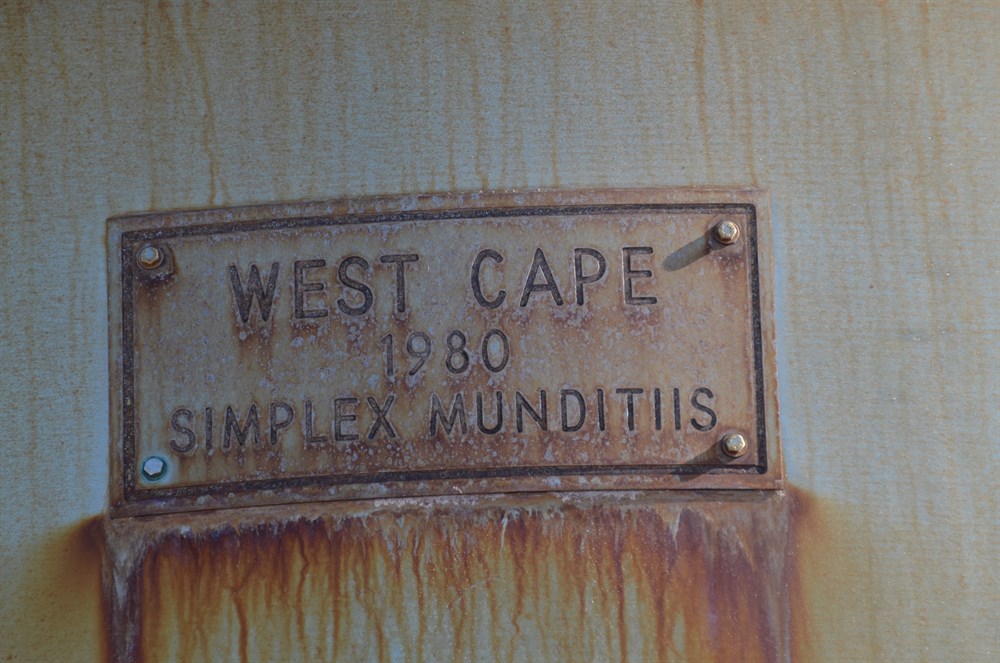 WEST CAPE
1980
SIMPLEX MUNDITIIS